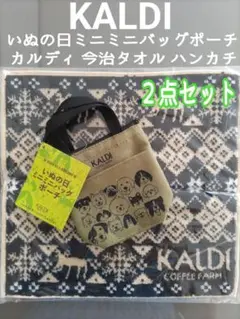 KALDI
いぬの日ミニミニバッグポーチ
カルディ 今治タオル ハンカチ
２点セット
KALDI
いぬの日
ミニミニバッグ
ポーチ
KALDI
COFFEE FARM